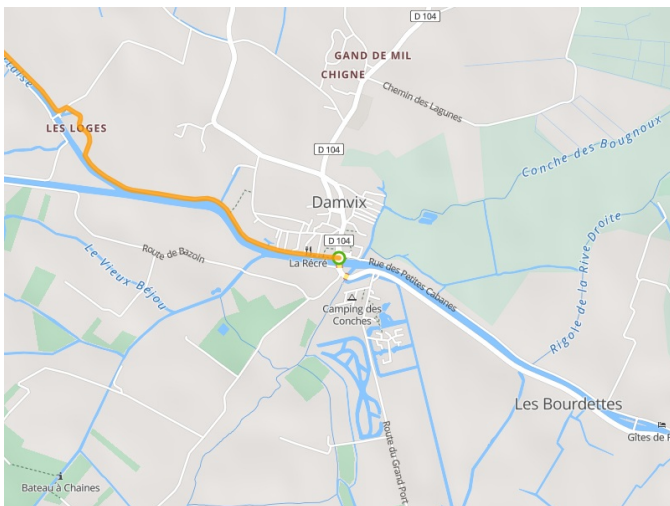 D 104
GAND DE MIL
CHIGNE
Chemin des Lagunes
LES LOGES
D 104
Conche des Bougnoux
Damvix
D 104
La Récré
Route de Bazoin
Le Vieux Béjou
Rue des Petites Cabanes
Rigole de la Rive Droite
Camping des
Conches
Les Bourdettes
Route du Grand Port
Gîtes de
Bateau à Chaines